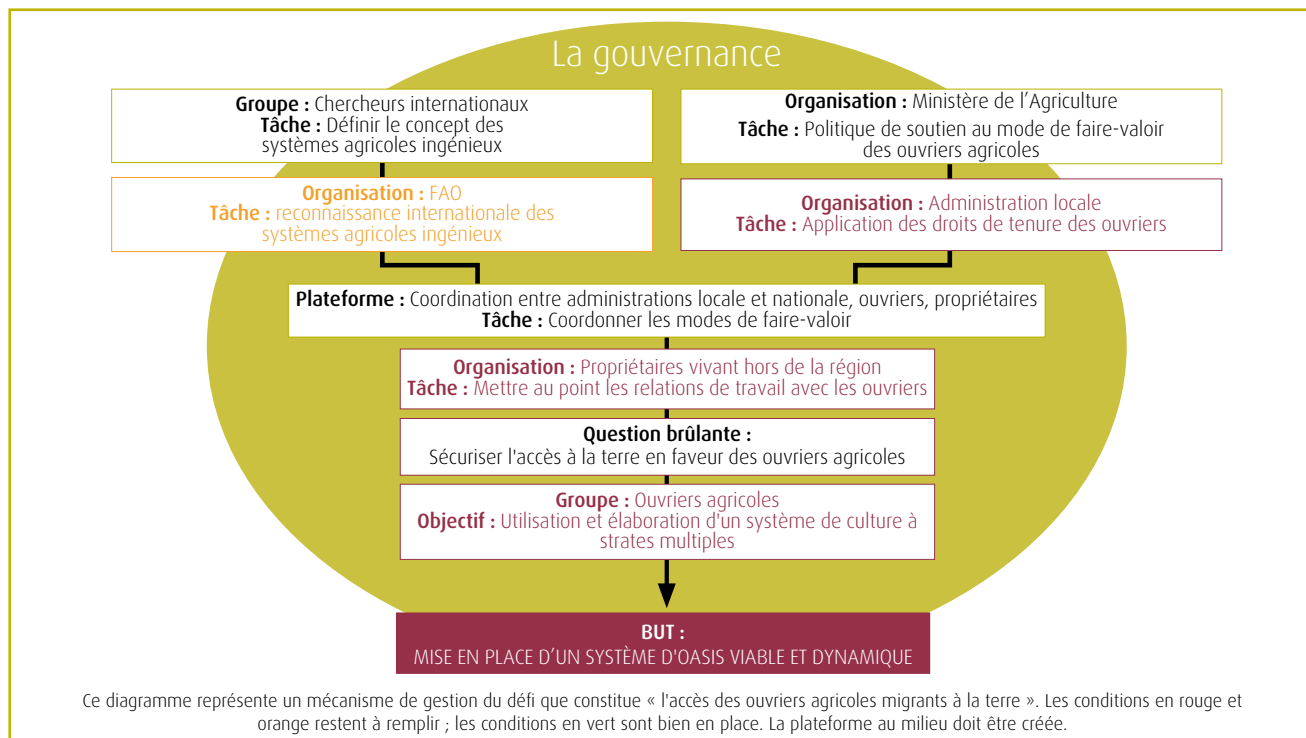 La gouvernance
Groupe : Chercheurs internationaux
Tâche : Définir le concept des
systèmes agricoles ingénieux
Organisation : Ministère de l’Agriculture
Tâche : Politique de soutien au mode de faire-valoir
des ouvriers agricoles
Organisation : FAO
Tâche : reconnaissance internationale des
systèmes agricoles ingénieux
Organisation : Administration locale
Tâche : Application des droits de tenure des ouvriers
Plateforme : Coordination entre administrations locale et nationale, ouvriers, propriétaires
Tâche : Coordonner les modes de faire-valoir
Organisation : Propriétaires vivant hors de la région
Tâche : Mettre au point les relations de travail avec les ouvriers
Question brûlante :
Sécuriser l'accès à la terre en faveur des ouvriers agricoles
Groupe : Ouvriers agricoles
Objectif : Utilisation et élaboration d'un système de culture à
strates multiples
BUT :
MISE EN PLACE D’UN SYSTÈME D'OASIS VIABLE ET DYNAMIQUE
Ce diagramme représente un mécanisme de gestion du défi que constitue « l'accès des ouvriers agricoles migrants à la terre ». Les conditions en rouge et
orange restent à remplir ; les conditions en vert sont bien en place. La plateforme au milieu doit être créée.